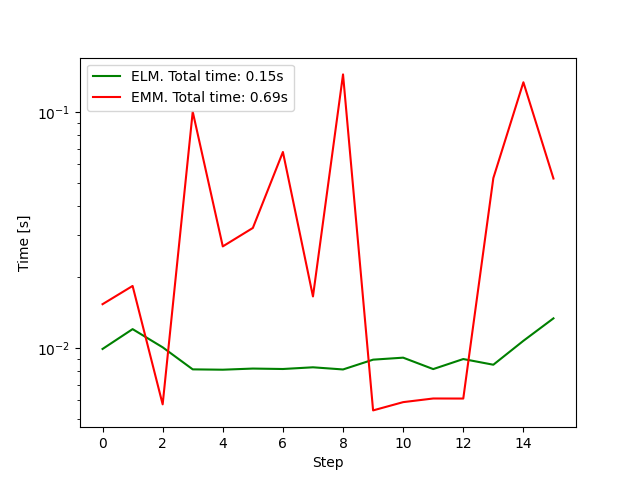 ELM. Total time: 0.15s
EMM. Total time: 0.69s
10⁻¹
10⁻²
Time [s]
0 2 4 6 8 10 12 14
Step